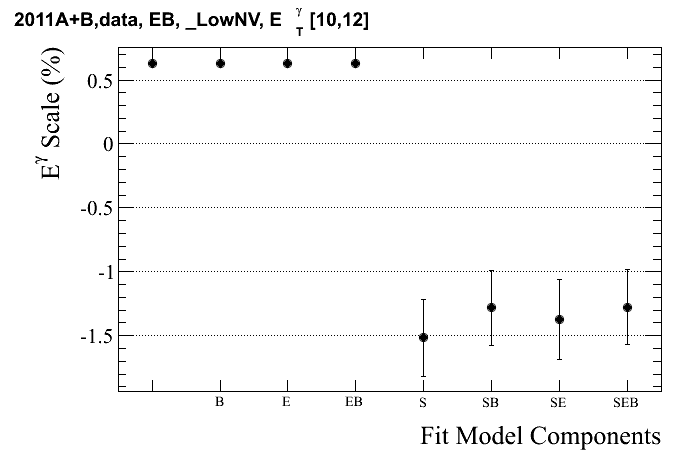 2011A+B,data, EB, _LowNV, E γ T [10,12]
E^γ Scale (%)
0.5
0
-0.5
-1
-1.5
B E EB S SB SE SEB
Fit Model Components